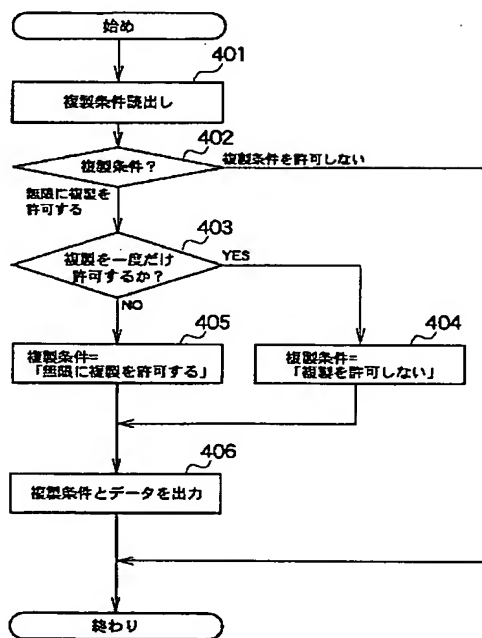 始め
401
複製条件読出し
402
複製条件?
複製条件を許可しない
無限に複製を
許可する
403
複製を一度だけ
許可するか?
YES
NO
405
404
複製条件=
「無限に複製を許可する」
複製条件=
「複製を許可しない」
406
複製条件とデータを出力
終わり